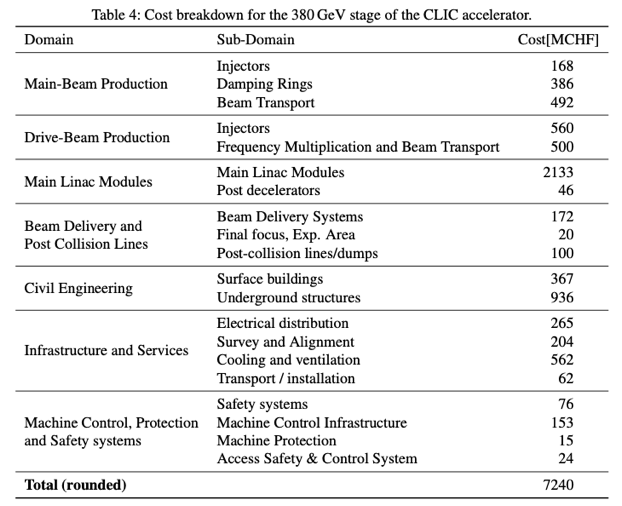 Table 4: Cost breakdown for the 380 GeV stage of the CLIC accelerator.
Domain Sub-Domain Cost[MCHF]
Injectors 168
Main-Beam Production Damping Rings 386
Beam Transport 492
Drive-Beam Production Injectors 560
Frequency Multiplication and Beam Transport 500
Main Linac Modules Main Linac Modules 2133
Post decelerators 46
Beam Delivery and Beam Delivery Systems 172
Post Collision Lines Final focus, Exp. Area 20
Post-collision lines/dumps 100
Civil Engineering Surface buildings 367
Underground structures 936
Electrical distribution 265
Infrastructure and Services Survey and Alignment 204
Cooling and ventilation 562
Transport / installation 62
Safety systems 76
Machine Control, Protection Machine Control Infrastructure 153
and Safety systems Machine Protection 15
Access Safety & Control System 24
Total (rounded) 7240